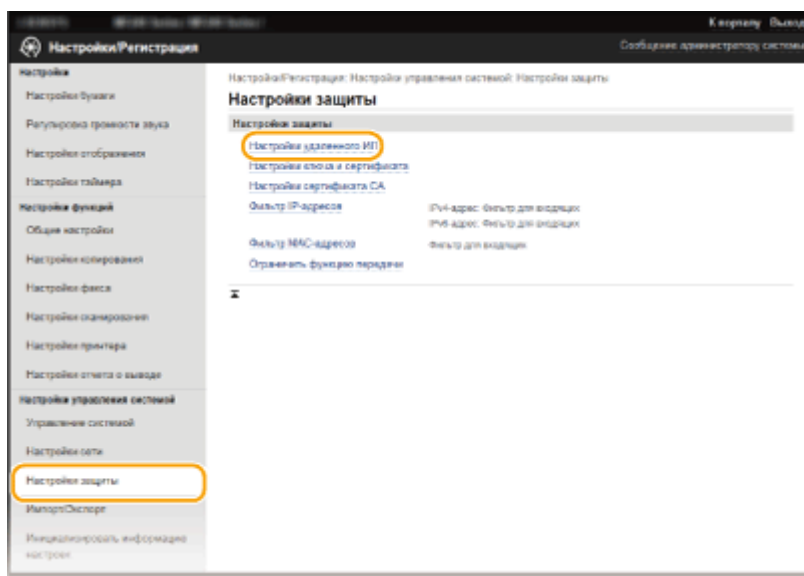 К порталу
Настройки/Регистрация
Сообщение администратору системы
Настройки
Настройки бумаги
Регулировка громкости звука
Настройки отображения
Настройки таймера
Настройки функций
Общие настройки
Настройки копирования
Настройки факса
Настройки сканирования
Настройки принтера
Настройки отчета о выводе
Настройки управления системой
Управление системой
Настройки сети
Настройки защиты
Импорт/Экспорт
Инициализировать информацию
настроек
Настройки/Регистрация: Настройки управления системой: Настройки защиты
Настройки защиты
Настройки защиты
Настройки удаленного ИП
Настройки ключа и сертификата
Настройки сертификата CA
Фильтр IP-адресов IPv4-адрес: Фильтр для входящих
IPv6-адрес: Фильтр для входящих
Фильтр MAC-адресов Фильтр для входящих
Ограничить функцию передачи